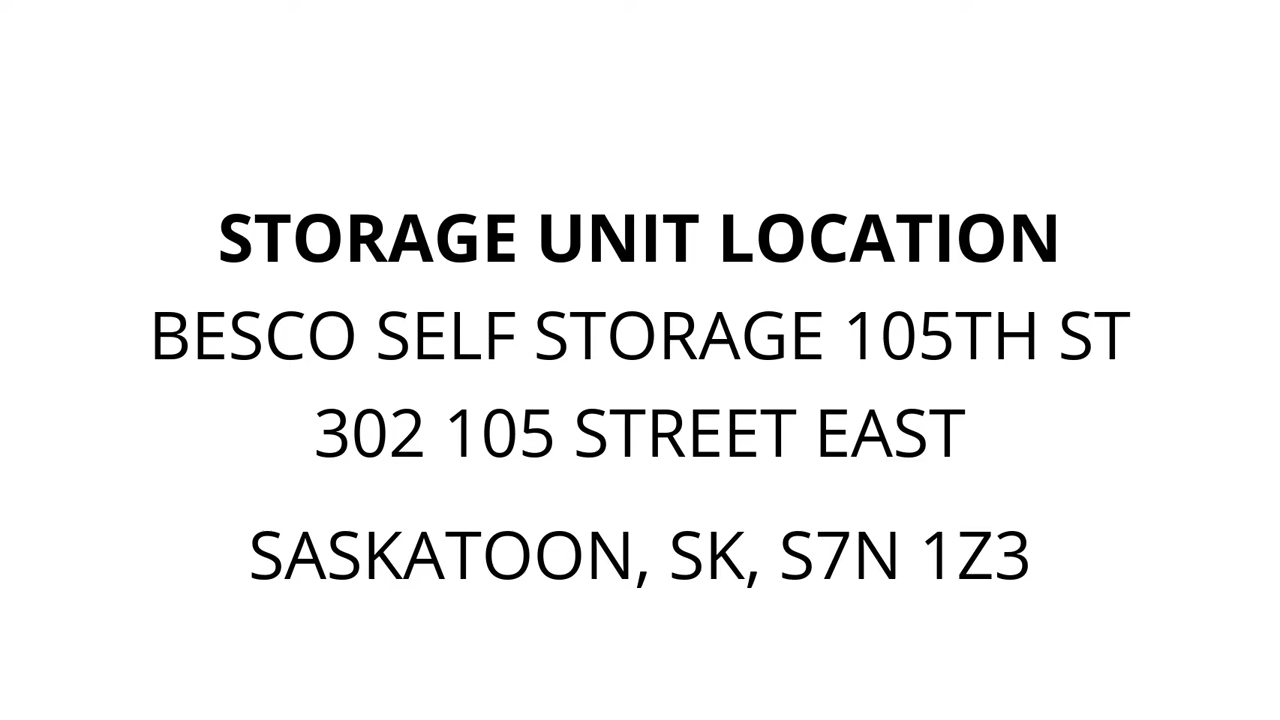 STORAGE UNIT LOCATION
BESCO SELF STORAGE 105TH ST
302 105 STREET EAST
SASKATOON, SK, S7N 1Z3